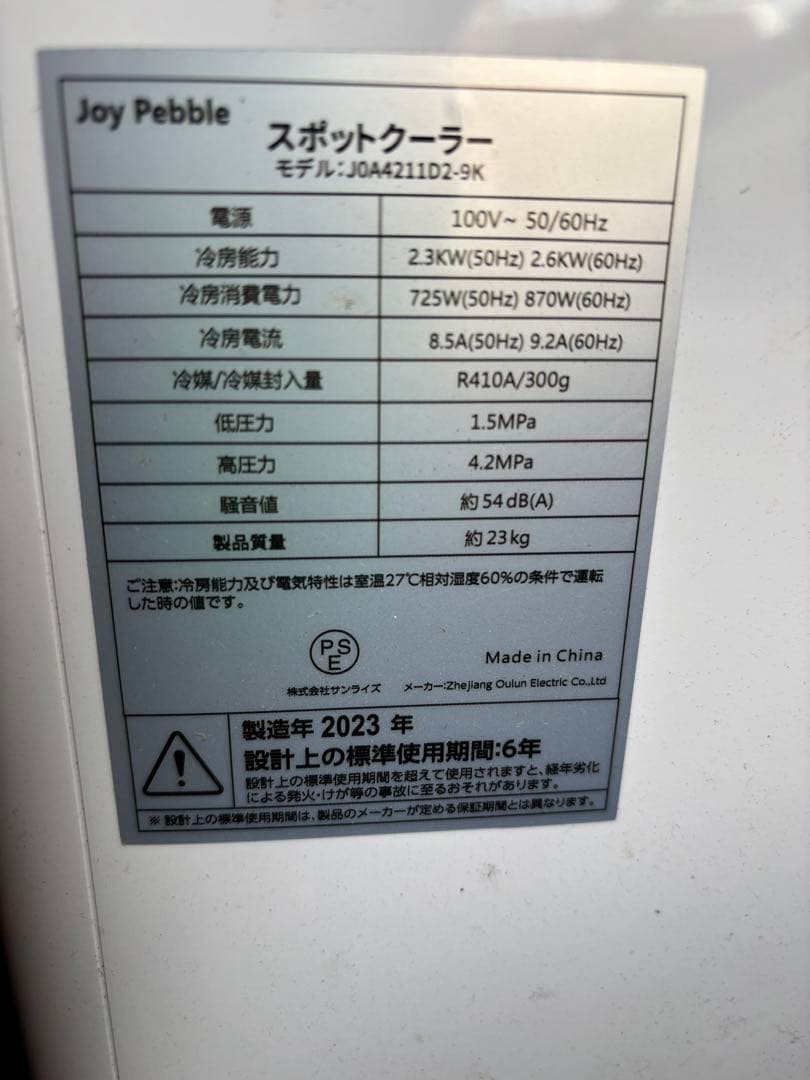 Joy Pebble
スポットクーラー
モデル:J0A4211D2-9K
電源 100V~ 50/60Hz
冷房能力 2.3KW(50Hz) 2.6KW(60Hz)
冷房消費電力 725W(50Hz) 870W(60Hz)
冷房電流 8.5A(50Hz) 9.2A(60Hz)
冷媒/冷媒封入量 R410A/300g
低圧力 1.5MPa
高圧力 4.2MPa
騒音値 約54dB(A)
製品質量 約23kg
ご注意:冷房能力及び電気特性は室温27℃相対湿度60%の条件で運転
した時の値です。
PSE
Made in China
株式会社サンライズ メーカー:Zhejiang Oulun Electric Co.,Ltd
製造年 2023 年
設計上の標準使用期間:6年
設計上の標準使用期間を超えて使用されますと、経年劣化
による発火・けが等の事故に至るおそれがあります。
※ 設計上の標準使用期間は、製品のメーカーが定める保証期間とは異なります。